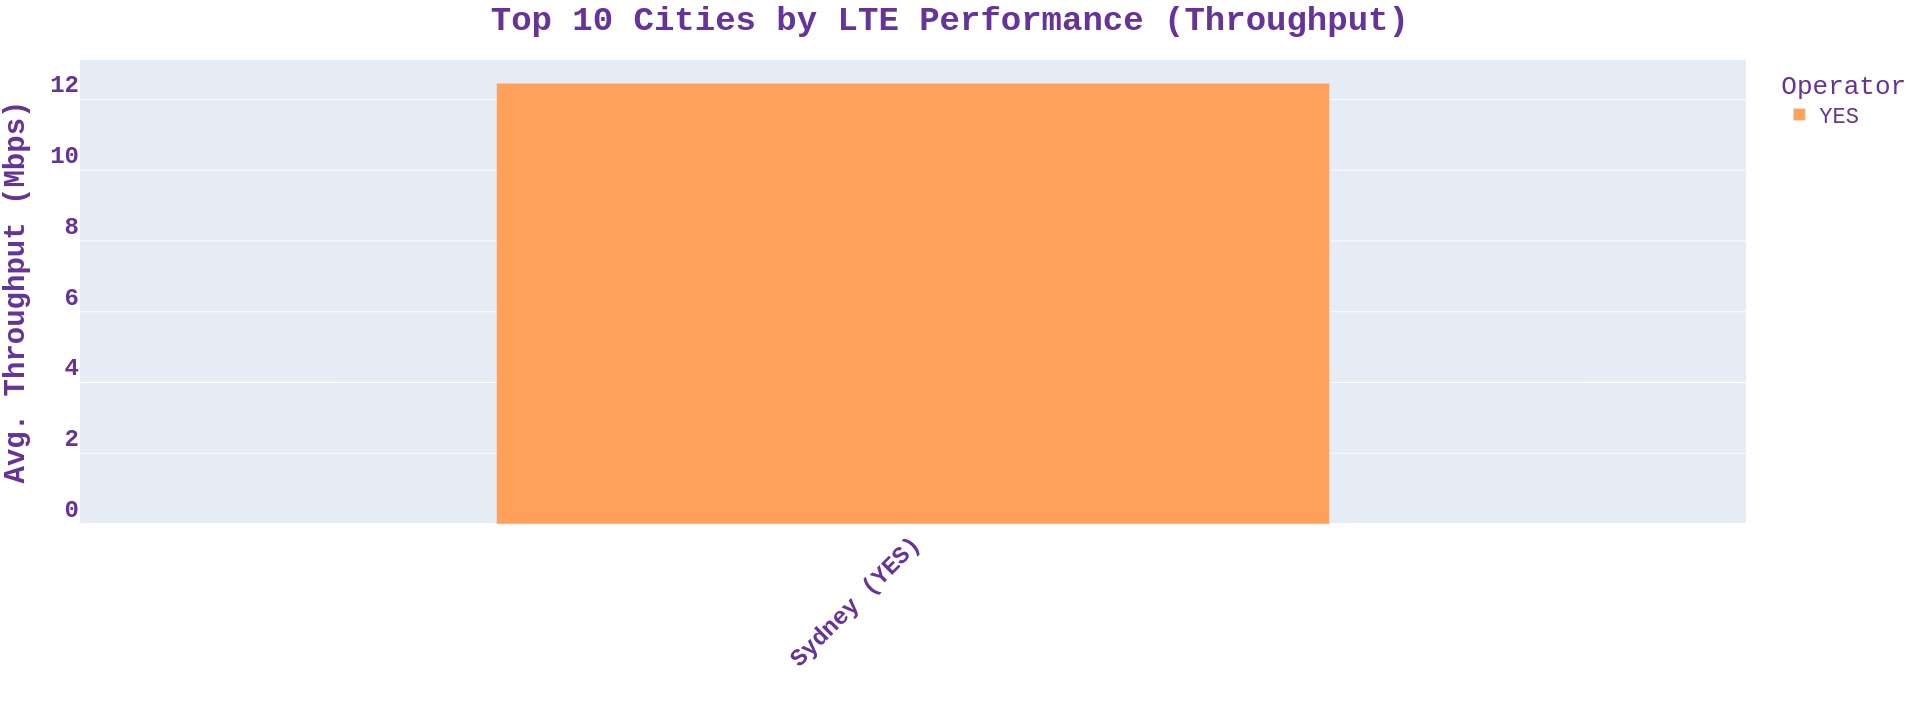 Top 10 Cities by LTE Performance (Throughput)
Avg. Throughput (Mbps)
12
10
8
6
4
2
0
Sydney (YES)
Operator
YES